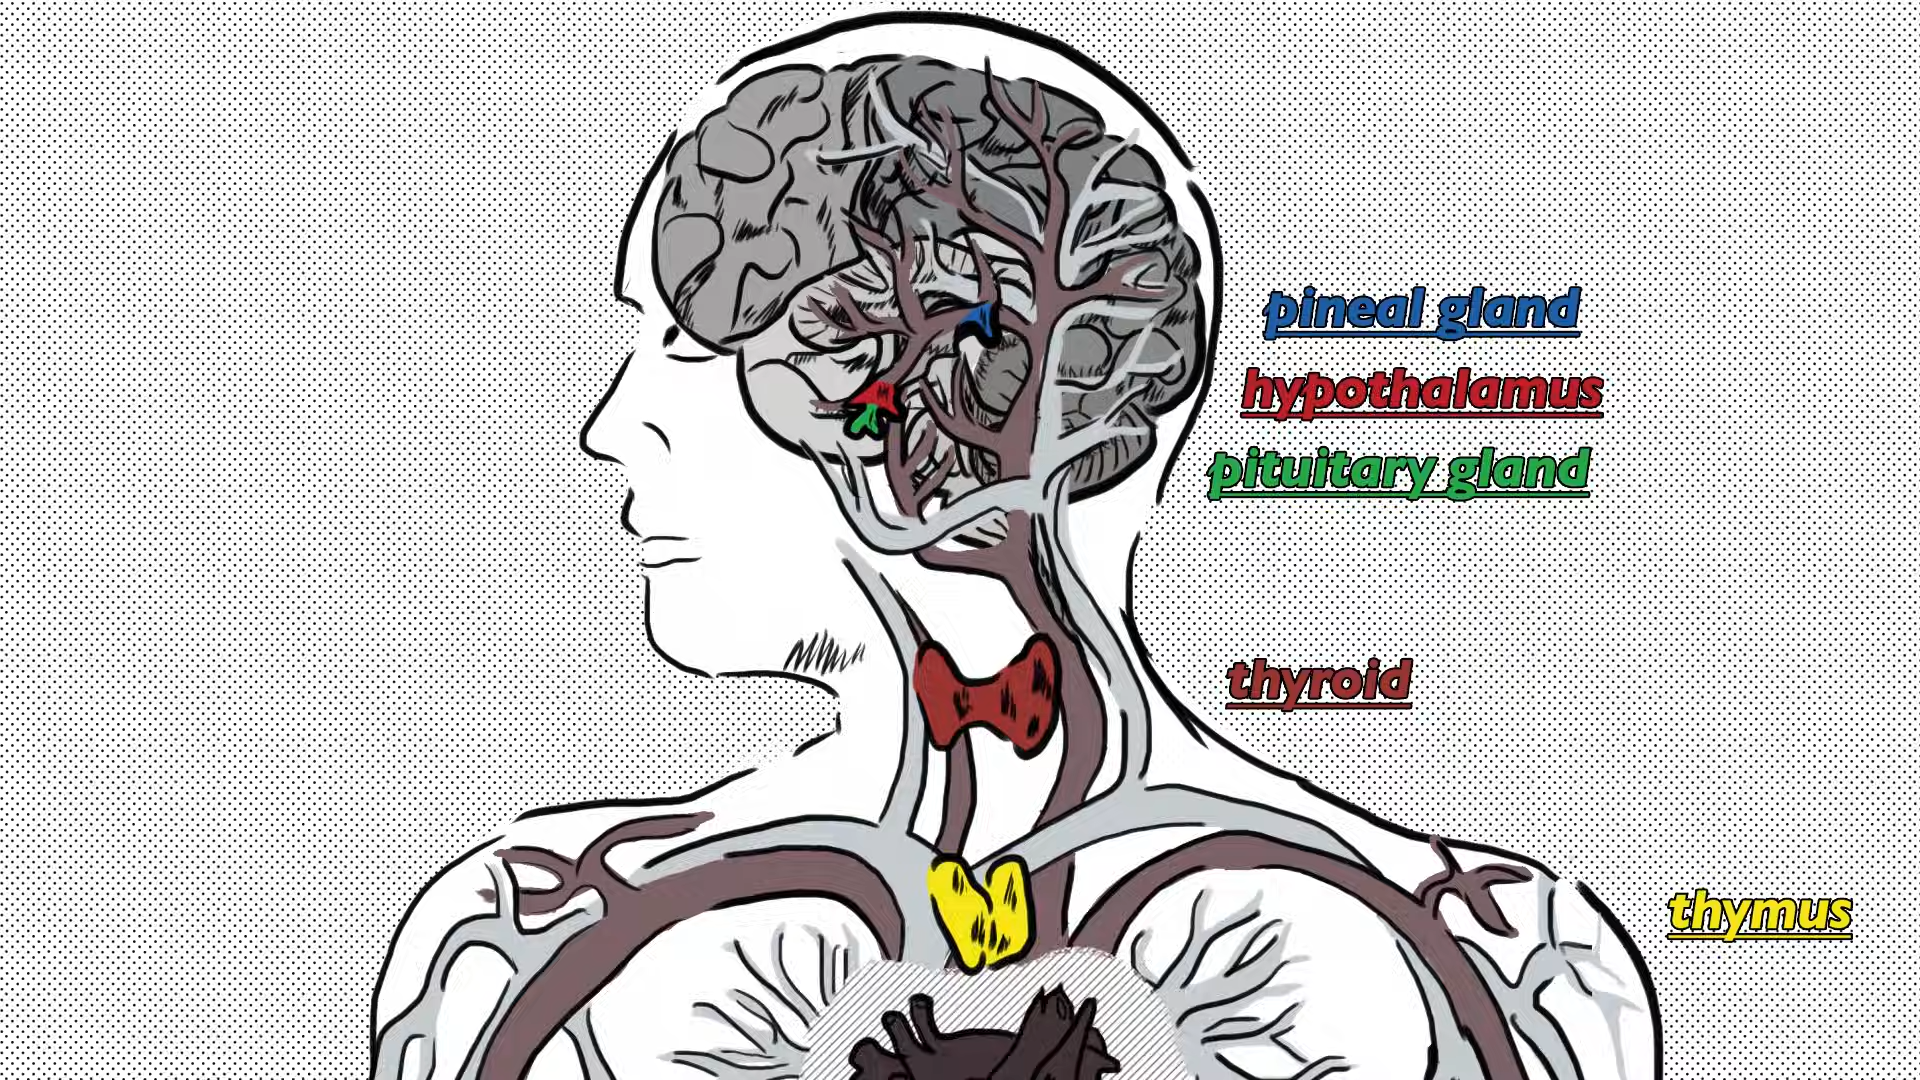 pineal gland
hypothalamus
pituitary gland
thyroid
thymus